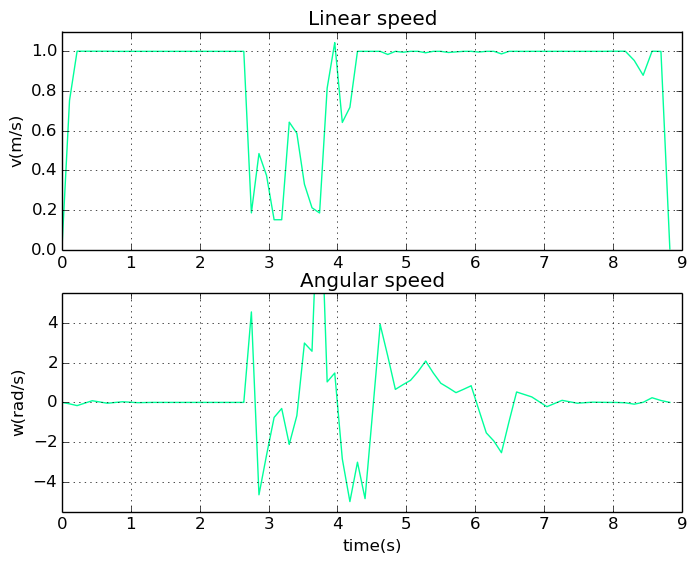 Linear speed
v(m/s)
1.0
0.8
0.6
0.4
0.2
0.0
0 1 2 3 4 5 6 7 8 9
Angular speed
w(rad/s)
4
2
0
−2
−4
0 1 2 3 4 5 6 7 8 9
time(s)